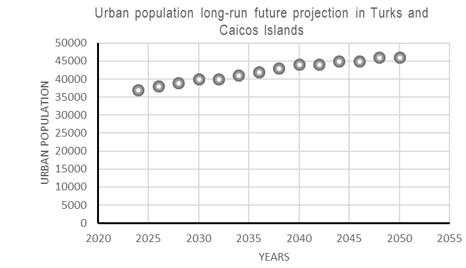 Urban population long-run future projection in Turks and
Caicos Islands
50000
45000
40000
35000
30000
25000
20000
15000
10000
5000
0
URBAN POPULATION
2020 2025 2030 2035 2040 2045 2050 2055
YEARS